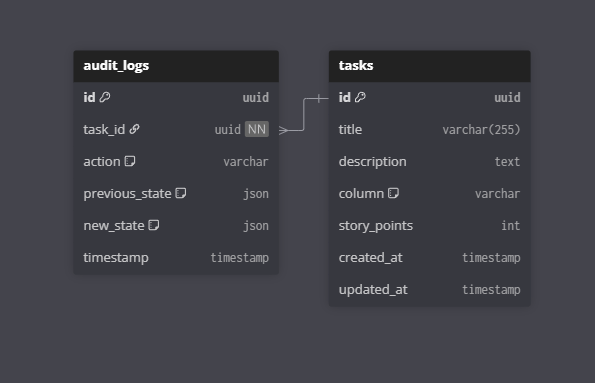 audit_logs
id uuid
task_id uuid NN
action varchar
previous_state json
new_state json
timestamp timestamp
tasks
id uuid
title varchar(255)
description text
column varchar
story_points int
created_at timestamp
updated_at timestamp